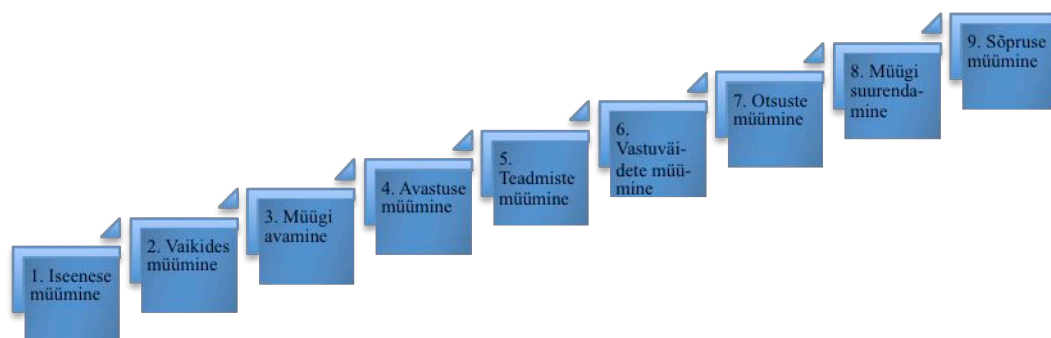 1. Iseenese
müümine
2. Vaikides
müümine
3. Müügi
avamine
4. Avastuse
müümine
5.
Teadmiste
müümine
6.
Vastuväi-
dete müü-
mine
7. Otsuste
müümine
8. Müügi
suurenda-
mine
9. Sõpruse
müümine